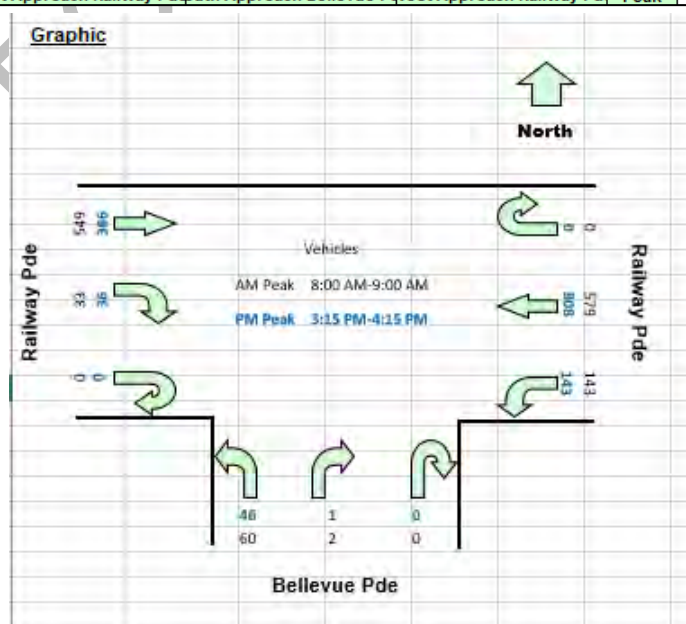 Graphic
North
549
366
0
0
Vehicles
Railway Pde
Railway Pde
AM Peak 8:00 AM-9:00 AM
33
36
808
579
PM Peak 3:15 PM-4:15 PM
0
0
143
143
46 1 0
60 2 0
Bellevue Pde